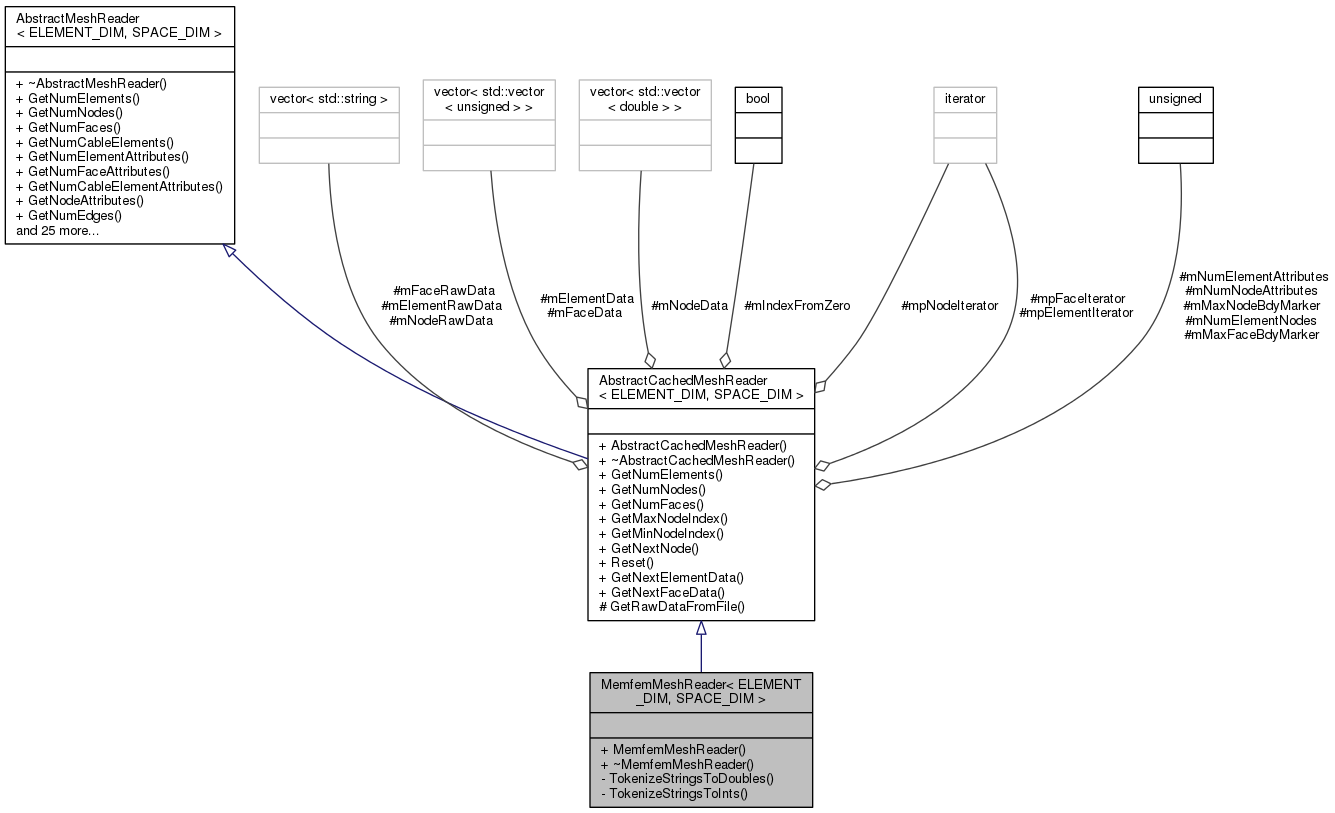 AbstractMeshReader
< ELEMENT_DIM, SPACE_DIM >
+ ~AbstractMeshReader()
+ GetNumElements()
+ GetNumNodes()
+ GetNumFaces()
+ GetNumCableElements()
+ GetNumElementAttributes()
+ GetNumFaceAttributes()
+ GetNumCableElementAttributes()
+ GetNodeAttributes()
+ GetNumEdges()
and 25 more...
vector< std::string >
vector< std::vector
< unsigned > >
vector< std::vector
< double > >
bool
iterator
unsigned
#mFaceRawData
#mElementRawData
#mNodeRawData
#mElementData
#mFaceData
#mNodeData
#mIndexFromZero
#mpNodeIterator
#mpFaceIterator
#mpElementIterator
#mNumElementAttributes
#mNumNodeAttributes
#mMaxNodeBdyMarker
#mNumElementNodes
#mMaxFaceBdyMarker
AbstractCachedMeshReader
< ELEMENT_DIM, SPACE_DIM >
+ AbstractCachedMeshReader()
+ ~AbstractCachedMeshReader()
+ GetNumElements()
+ GetNumNodes()
+ GetNumFaces()
+ GetMaxNodeIndex()
+ GetMinNodeIndex()
+ GetNextNode()
+ Reset()
+ GetNextElementData()
+ GetNextFaceData()
# GetRawDataFromFile()
MemfemMeshReader< ELEMENT
_DIM, SPACE_DIM >
+ MemfemMeshReader()
+ ~MemfemMeshReader()
- TokenizeStringsToDoubles()
- TokenizeStringsToInts()